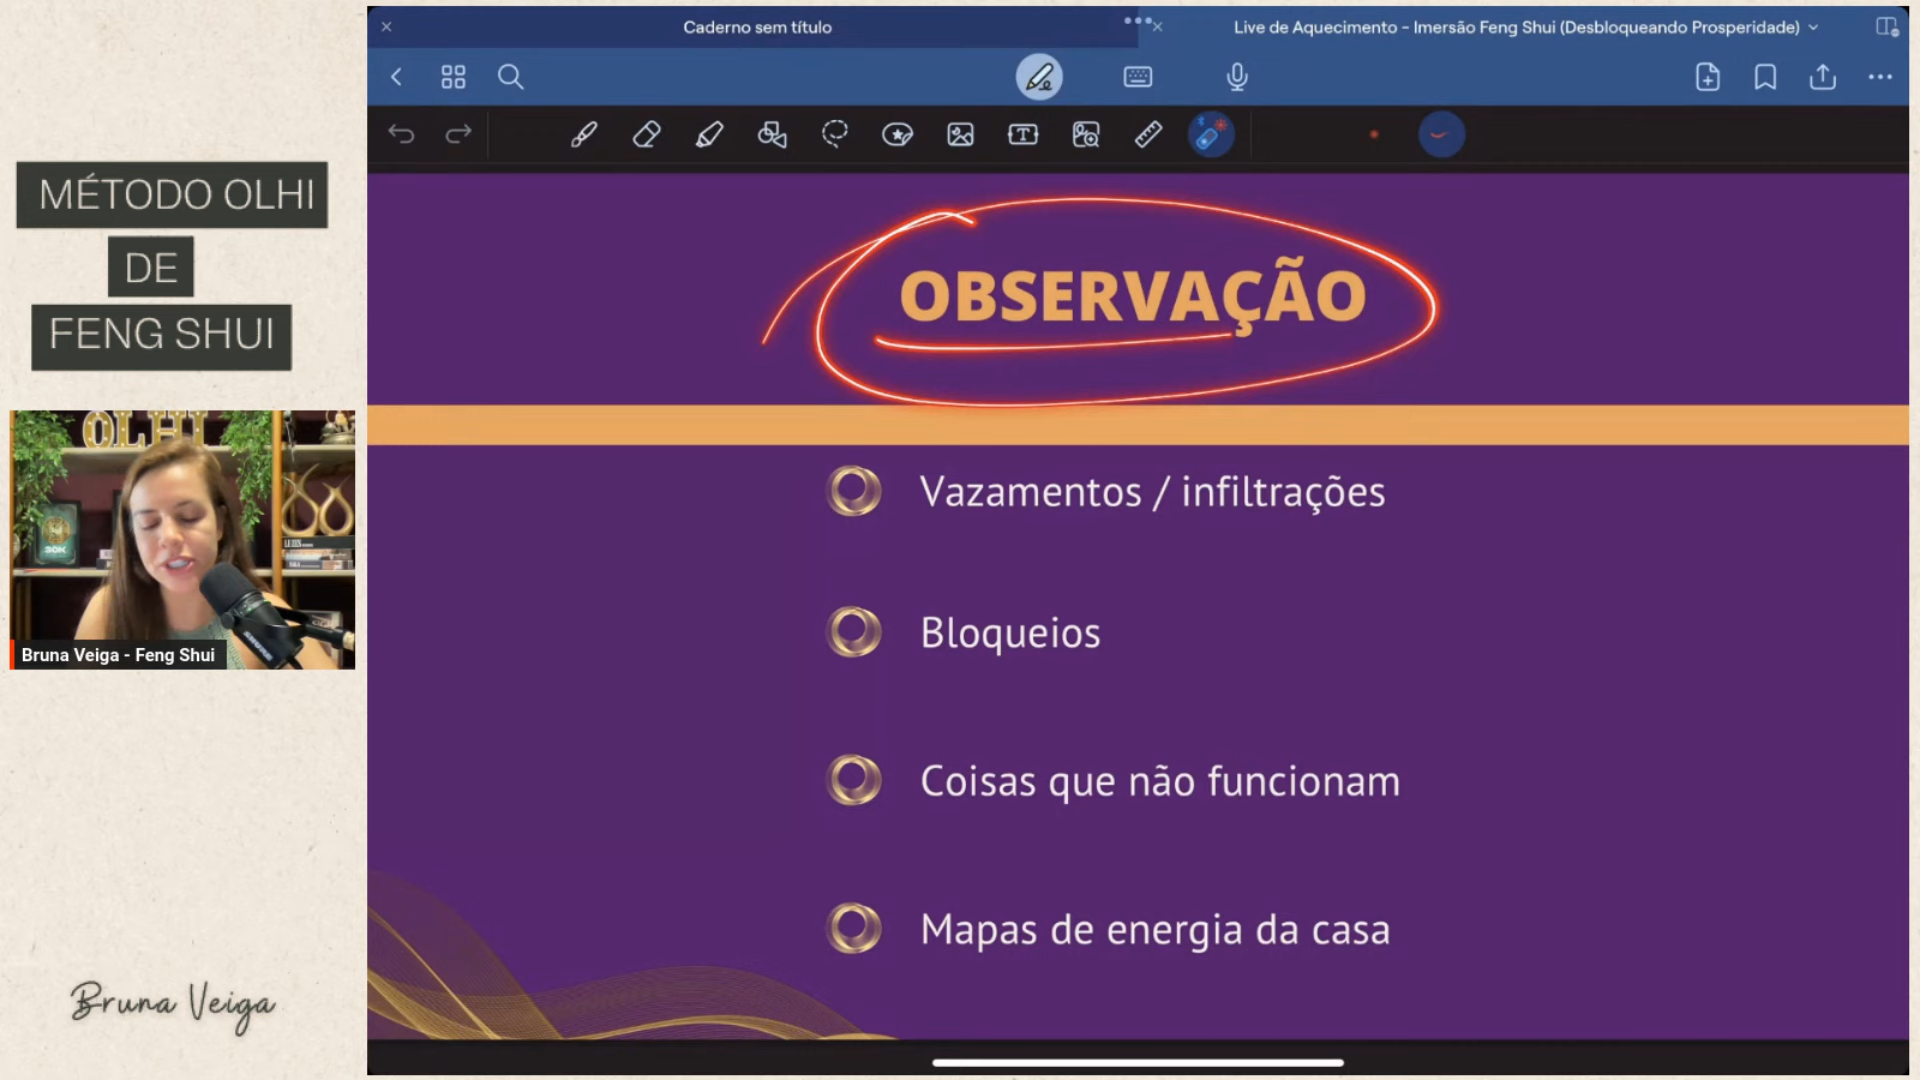 Caderno sem título
Live de Aquecimento - Imersão Feng Shui (Desbloqueando Prosperidade)
MÉTODO OLHI
DE
FENG SHUI
OBSERVAÇÃO
Vazamentos / infiltrações
Bloqueios
Coisas que não funcionam
Mapas de energia da casa
OLHI
30K
Bruna Veiga - Feng Shui
Bruna Veiga